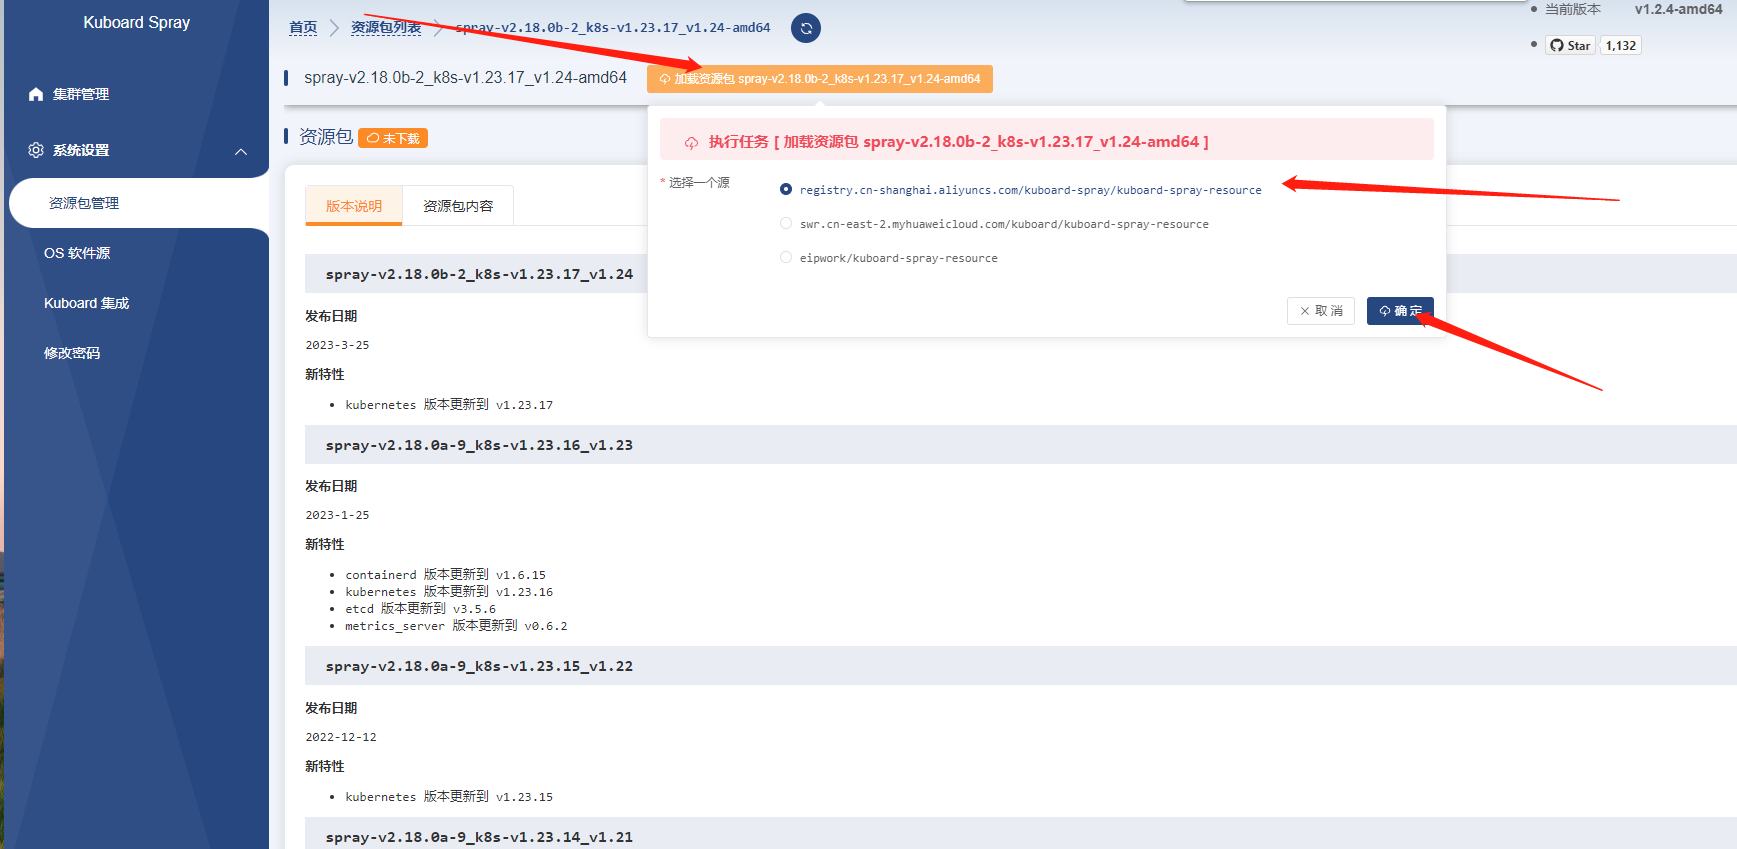 Kuboard Spray
集群管理
系统设置
资源包管理
OS 软件源
Kuboard 集成
修改密码
首页
资源包列表
spray-v2.18.0b-2_k8s-v1.23.17_v1.24-amd64
当前版本 v1.2.4-amd64
Star 1,132
spray-v2.18.0b-2_k8s-v1.23.17_v1.24-amd64
加载资源包 spray-v2.18.0b-2_k8s-v1.23.17_v1.24-amd64
资源包 未下载
执行任务 [ 加载资源包 spray-v2.18.0b-2_k8s-v1.23.17_v1.24-amd64 ]
* 选择一个源
registry.cn-shanghai.aliyuncs.com/kuboard-spray/kuboard-spray-resource
swr.cn-east-2.myhuaweicloud.com/kuboard/kuboard-spray-resource
eipwork/kuboard-spray-resource
取消
确定
版本说明
资源包内容
spray-v2.18.0b-2_k8s-v1.23.17_v1.24
发布日期
2023-3-25
新特性
• kubernetes 版本更新到 v1.23.17
spray-v2.18.0a-9_k8s-v1.23.16_v1.23
发布日期
2023-1-25
新特性
• containerd 版本更新到 v1.6.15
• kubernetes 版本更新到 v1.23.16
• etcd 版本更新到 v3.5.6
• metrics_server 版本更新到 v0.6.2
spray-v2.18.0a-9_k8s-v1.23.15_v1.22
发布日期
2022-12-12
新特性
• kubernetes 版本更新到 v1.23.15
spray-v2.18.0a-9_k8s-v1.23.14_v1.21